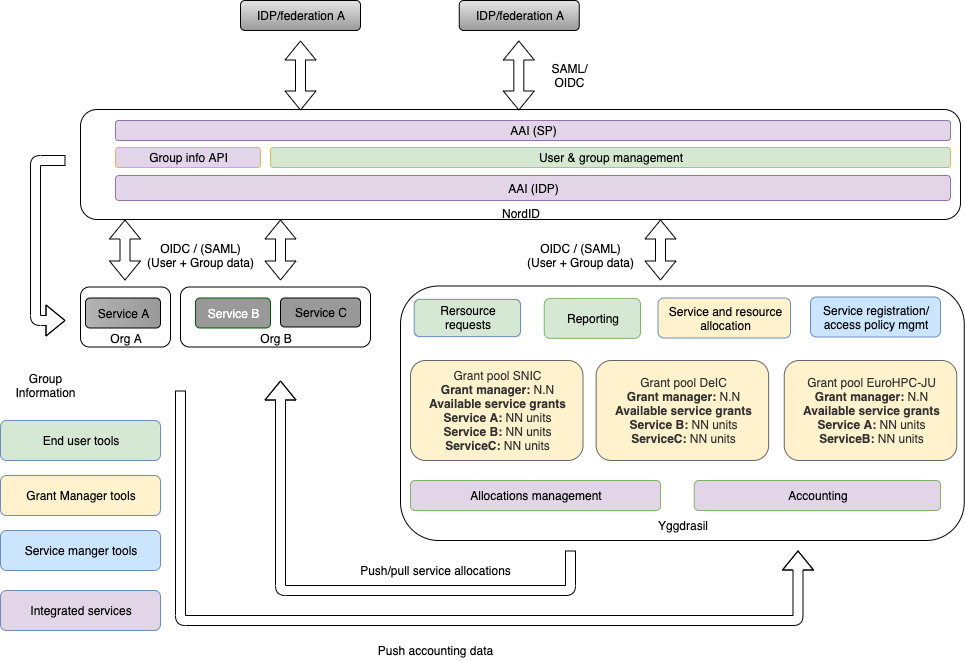 IDP/federation A
IDP/federation A
SAML/
OIDC
AAI (SP)
Group info API
User & group management
AAI (IDP)
NordID
OIDC / (SAML)
(User + Group data)
OIDC / (SAML)
(User + Group data)
Service A
Org A
Service B
Service C
Org B
Rersource
requests
Reporting
Service and resource
allocation
Service registration/
access policy mgmt
Grant pool SNIC
Grant manager: N.N
Available service grants
Service A: NN units
Service B: NN units
ServiceC: NN units
Grant pool DeIC
Grant manager: N.N
Available service grants
Service B: NN units
ServiceC: NN units
Grant pool EuroHPC-JU
Grant manager: N.N
Available service grants
Service A: NN units
ServiceB: NN units
Allocations management
Accounting
Yggdrasil
Group
Information
End user tools
Grant Manager tools
Service manger tools
Integrated services
Push/pull service allocations
Push accounting data